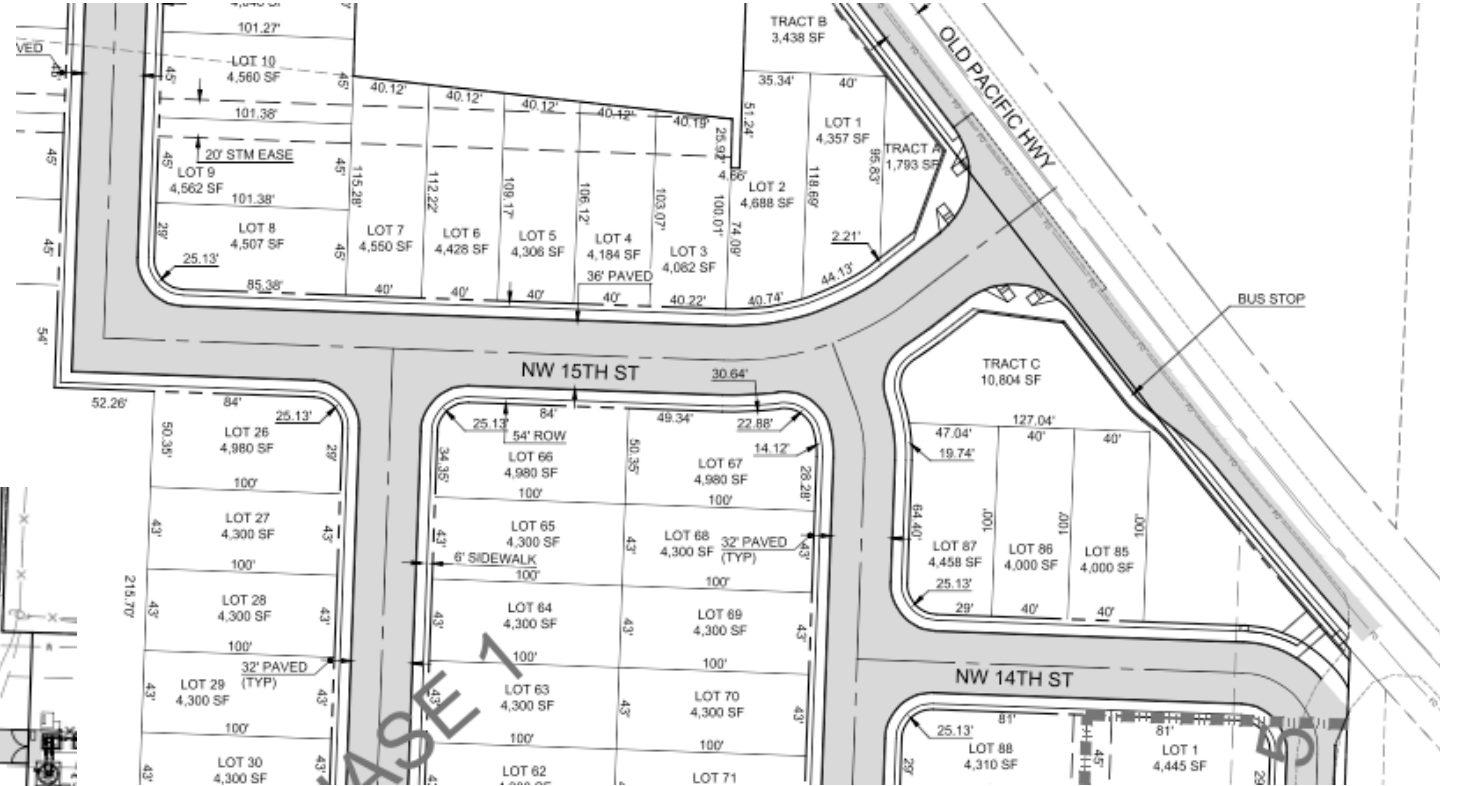 101.27'
45'
TRACT B
3,438 SF
OLD PACIFIC HWY
VED
45'
45'
LOT 10
4,560 SF
45'
40.12'
40.12'
40.12'
40.12'
40.19'
35.34'
40'
51.24'
101.38'
LOT 1
4,357 SF
TRACT A
1,793 SF
95.83'
25.92'
4.66'
45'
45'
20' STM EASE
LOT 9
4,562 SF
45'
101.38'
115.28'
112.22'
109.17'
106.12'
103.07'
100.01'
74.09'
118.69'
LOT 2
4,688 SF
45'
29'
LOT 8
4,507 SF
45'
LOT 7
4,550 SF
LOT 6
4,428 SF
LOT 5
4,306 SF
LOT 4
4,184 SF
LOT 3
4,082 SF
2.21'
25.13'
85.38'
40'
40'
40'
36' PAVED
40'
40.22'
40.74'
44.13'
BUS STOP
54'
NW 15TH ST
30.64'
TRACT C
10,804 SF
52.26'
84'
25.13'
25.13'
84'
54' ROW
49.34'
22.88'
14.12'
127.04'
47.04'
40'
40'
19.74'
50.35'
LOT 26
4,980 SF
29'
34.35'
LOT 66
4,980 SF
50.35'
LOT 67
4,980 SF
28.28'
100'
100'
100'
43'
LOT 27
4,300 SF
43'
43'
LOT 65
4,300 SF
43'
LOT 68
4,300 SF
32' PAVED
(TYP)
43'
64.40'
100'
100'
100'
LOT 87
4,458 SF
LOT 86
4,000 SF
LOT 85
4,000 SF
100'
6' SIDEWALK
100'
100'
25.13'
29'
40'
40'
215.70'
43'
LOT 28
4,300 SF
43'
43'
LOT 64
4,300 SF
43'
LOT 69
4,300 SF
43'
100'
32' PAVED
(TYP)
100'
100'
NW 14TH ST
43'
LOT 29
4,300 SF
43'
43'
LOT 63
4,300 SF
43'
LOT 70
4,300 SF
43'
100'
100'
100'
25.13'
81'
81'
43'
LOT 30
4,300 SF
43'
LOT 62
LOT 71
29'
LOT 88
4,310 SF
45'
LOT 1
4,445 SF
29'
ASE 1
5